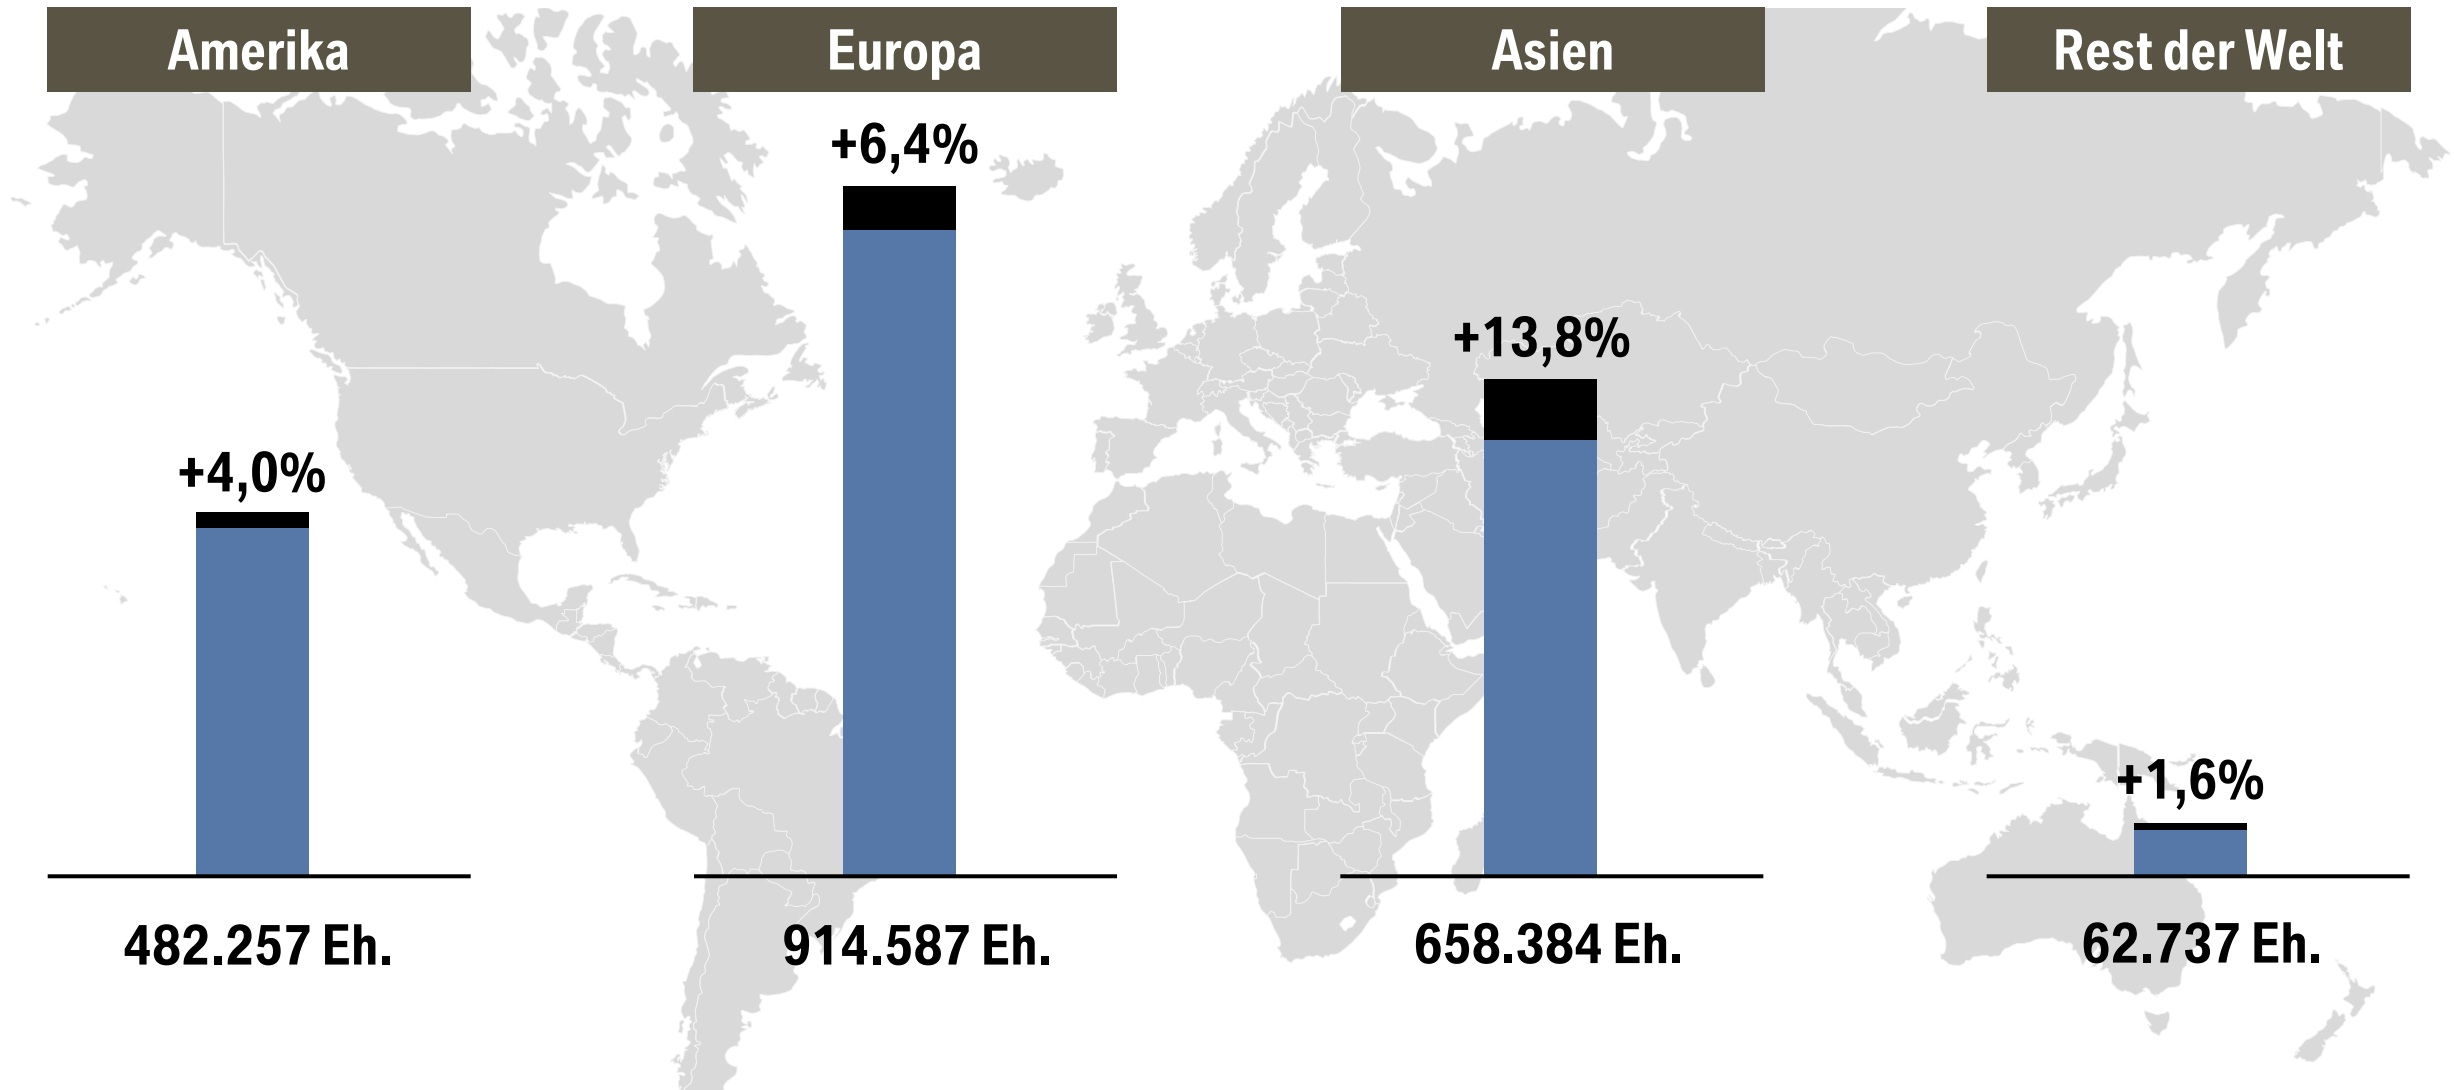 Amerika
+4,0%
482.257 Eh.
Europa
+6,4%
914.587 Eh.
Asien
+13,8%
658.384 Eh.
Rest der Welt
+1,6%
62.737 Eh.